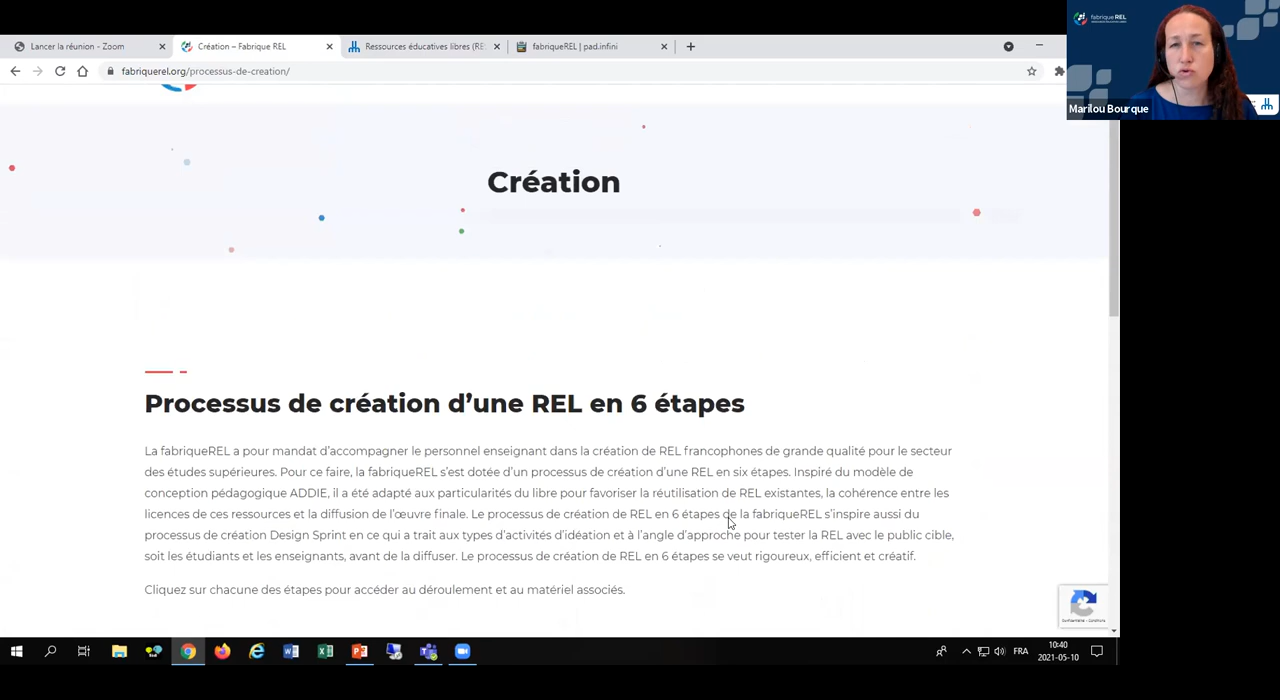 Lancer la réunion - Zoom
Création – Fabrique REL
Ressources éducatives libres (RE
fabriqueREL | pad.infini
fabriquerel.org/processus-de-creation/
fabriqueREL
Marilou Bourque
Création
Processus de création d’une REL en 6 étapes
La fabriqueREL a pour mandat d’accompagner le personnel enseignant dans la création de REL francophones de grande qualité pour le secteur
des études supérieures. Pour ce faire, la fabriqueREL s’est dotée d’un processus de création d’une REL en six étapes. Inspiré du modèle de
conception pédagogique ADDIE, il a été adapté aux particularités du libre pour favoriser la réutilisation de REL existantes, la cohérence entre les
licences de ces ressources et la diffusion de l’œuvre finale. Le processus de création de REL en 6 étapes de la fabriqueREL s’inspire aussi du
processus de création Design Sprint en ce qui a trait aux types d’activités d’idéation et à l’angle d’approche pour tester la REL avec le public cible,
soit les étudiants et les enseignants, avant de la diffuser. Le processus de création de REL en 6 étapes se veut rigoureux, efficient et créatif.
Cliquez sur chacune des étapes pour accéder au déroulement et au matériel associés.
Confidentialité - Conditions
FRA
10:40
2021-05-10